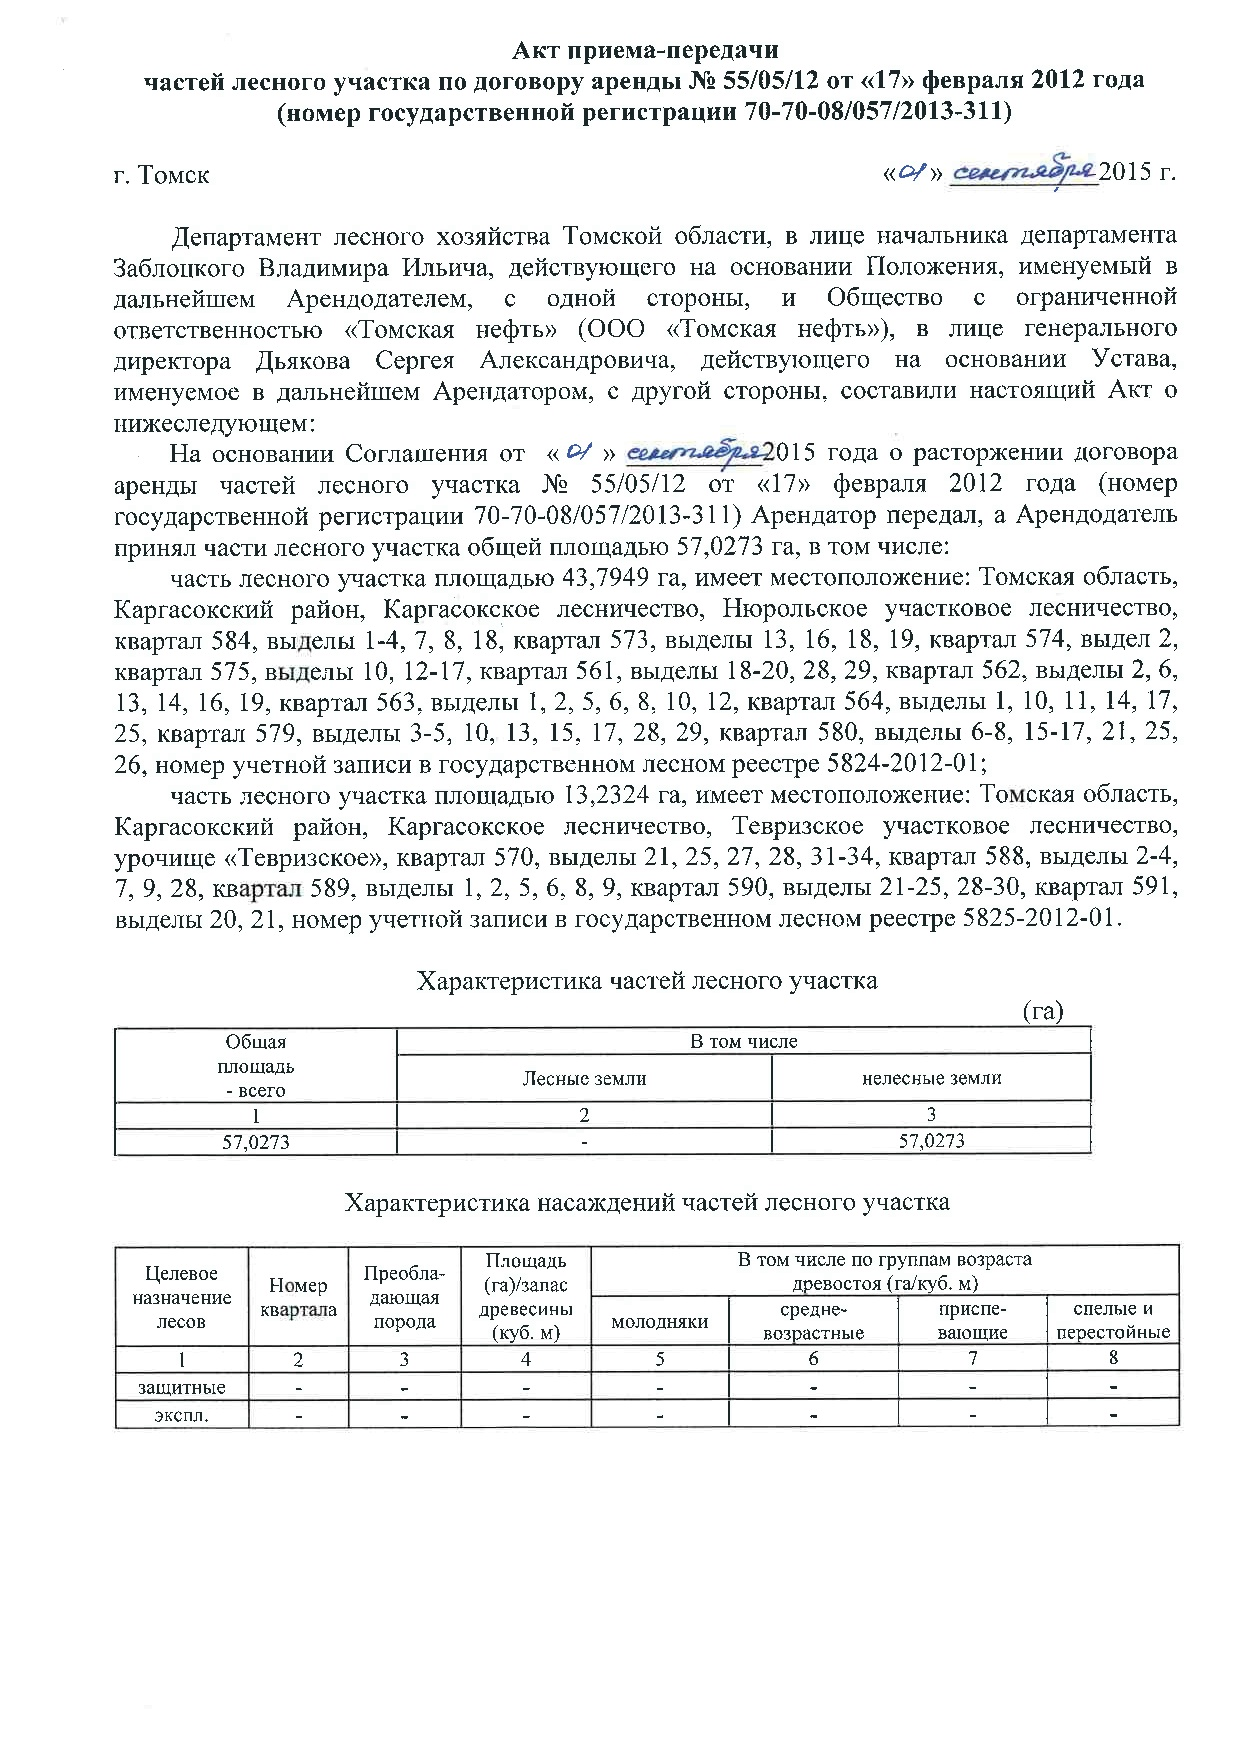 Акт приема-передачи
частей лесного участка по договору аренды № 55/05/12 от «17» февраля 2012 года
(номер государственной регистрации 70-70-08/057/2013-311)
г. Томск «01» сентября 2015 г.
Департамент лесного хозяйства Томской области, в лице начальника департамента
Заблоцкого Владимира Ильича, действующего на основании Положения, именуемый в
дальнейшем Арендодателем, с одной стороны, и Общество с ограниченной
ответственностью «Томская нефть» (ООО «Томская нефть»), в лице генерального
директора Дьякова Сергея Александровича, действующего на основании Устава,
именуемое в дальнейшем Арендатором, с другой стороны, составили настоящий Акт о
нижеследующем:
На основании Соглашения от «01» сентября 2015 года о расторжении договора
аренды частей лесного участка № 55/05/12 от «17» февраля 2012 года (номер
государственной регистрации 70-70-08/057/2013-311) Арендатор передал, а Арендодатель
принял части лесного участка общей площадью 57,0273 га, в том числе:
часть лесного участка площадью 43,7949 га, имеет местоположение: Томская область,
Каргасокский район, Каргасокское лесничество, Нюрольское участковое лесничество,
квартал 584, выделы 1-4, 7, 8, 18, квартал 573, выделы 13, 16, 18, 19, квартал 574, выдел 2,
квартал 575, выделы 10, 12-17, квартал 561, выделы 18-20, 28, 29, квартал 562, выделы 2, 6,
13, 14, 16, 19, квартал 563, выделы 1, 2, 5, 6, 8, 10, 12, квартал 564, выделы 1, 10, 11, 14, 17,
25, квартал 579, выделы 3-5, 10, 13, 15, 17, 28, 29, квартал 580, выделы 6-8, 15-17, 21, 25,
26, номер учетной записи в государственном лесном реестре 5824-2012-01;
часть лесного участка площадью 13,2324 га, имеет местоположение: Томская область,
Каргасокский район, Каргасокское лесничество, Тевризское участковое лесничество,
урочище «Тевризское», квартал 570, выделы 21, 25, 27, 28, 31-34, квартал 588, выделы 2-4,
7, 9, 28, квартал 589, выделы 1, 2, 5, 6, 8, 9, квартал 590, выделы 21-25, 28-30, квартал 591,
выделы 20, 21, номер учетной записи в государственном лесном реестре 5825-2012-01.
Характеристика частей лесного участка
(га)
Общая
площадь
- всего
В том числе
Лесные земли
нелесные земли
1 2 3
57,0273 - 57,0273
Характеристика насаждений частей лесного участка
Целевое
назначение
лесов
Номер
квартала
Преобла-
дающая
порода
Площадь
(га)/запас
древесины
(куб. м)
В том числе по группам возраста
древостоя (га/куб. м)
молодняки
средне-
возрастные
приспе-
вающие
спелые и
перестойные
1 2 3 4 5 6 7 8
защитные - - - - - - -
экспл. - - - - - - -